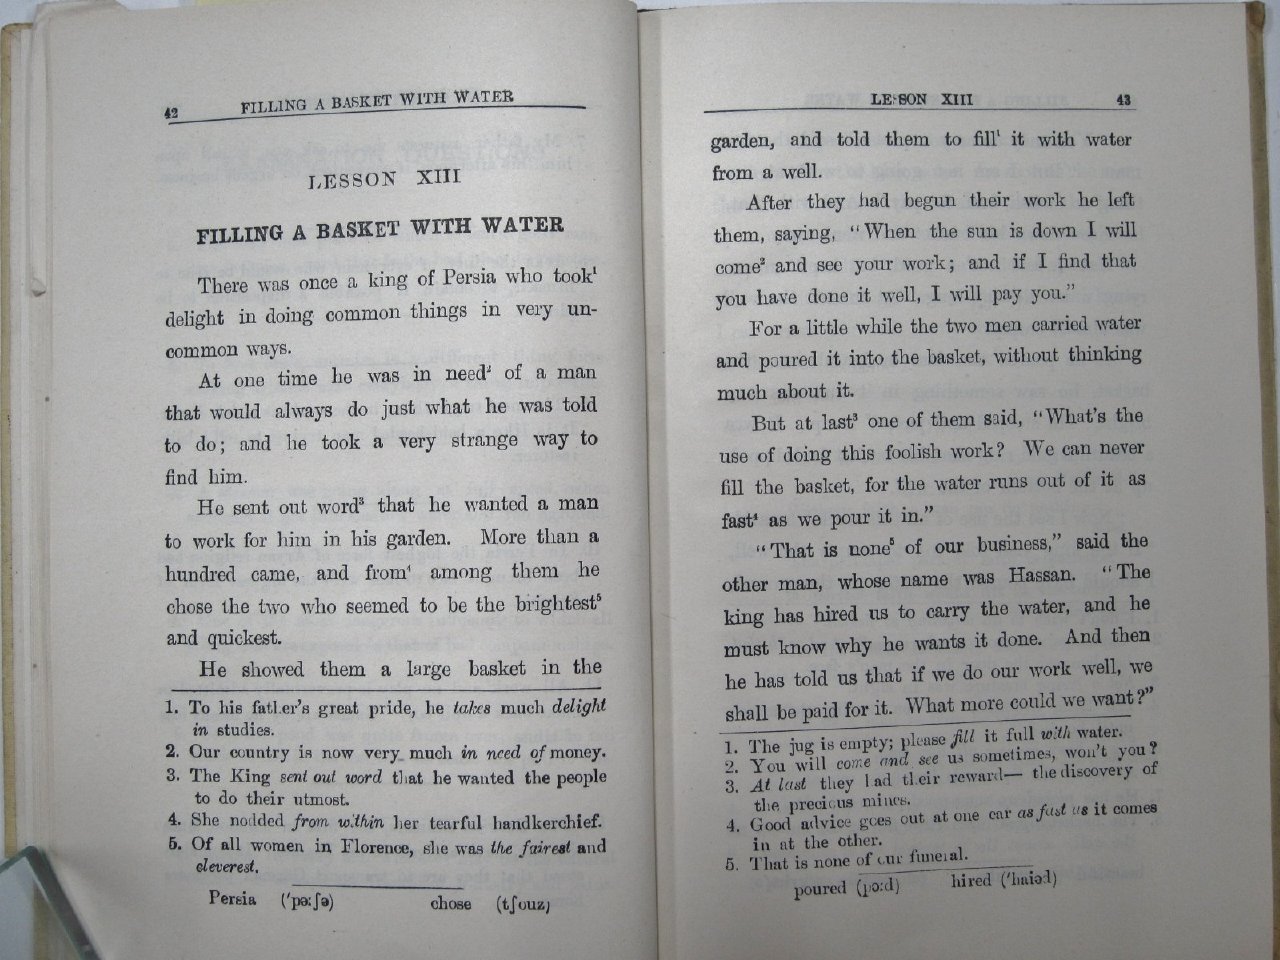 42 FILLING A BASKET WITH WATER
LESSON XIII
FILLING A BASKET WITH WATER
There was once a king of Persia who took¹
delight in doing common things in very un-
common ways.
At one time he was in need² of a man
that would always do just what he was told
to do; and he took a very strange way to
find him.
He sent out word³ that he wanted a man
to work for him in his garden. More than a
hundred came, and from⁴ among them he
chose the two who seemed to be the brightest⁵
and quickest.
He showed them a large basket in the
1. To his father's great pride, he takes much delight
in studies.
2. Our country is now very much in need of money.
3. The King sent out word that he wanted the people
to do their utmost.
4. She nodded from within her tearful handkerchief.
5. Of all women in Florence, she was the fairest and
cleverest.
Persia ('pə:ʃə) chose (tʃouz)
LESSON XIII 43
garden, and told them to fill¹ it with water
from a well.
After they had begun their work he left
them, saying, "When the sun is down I will
come² and see your work; and if I find that
you have done it well, I will pay you."
For a little while the two men carried water
and poured it into the basket, without thinking
much about it.
But at last³ one of them said, "What's the
use of doing this foolish work? We can never
fill the basket, for the water runs out of it as
fast⁴ as we pour it in."
"That is none⁵ of our business," said the
other man, whose name was Hassan. "The
king has hired us to carry the water, and he
must know why he wants it done. And then
he has told us that if we do our work well, we
shall be paid for it. What more could we want?"
1. The jug is empty; please fill it full with water.
2. You will come and see us sometimes, won't you?
3. At last they had their reward— the discovery of
the precious mines.
4. Good advice goes out at one ear as fast as it comes
in at the other.
5. That is none of our funeral.
poured (pɔ:d) hired ('haiəd)